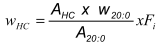 w_HC = (A_HC x w_20:0) / A_20:0 xF_i